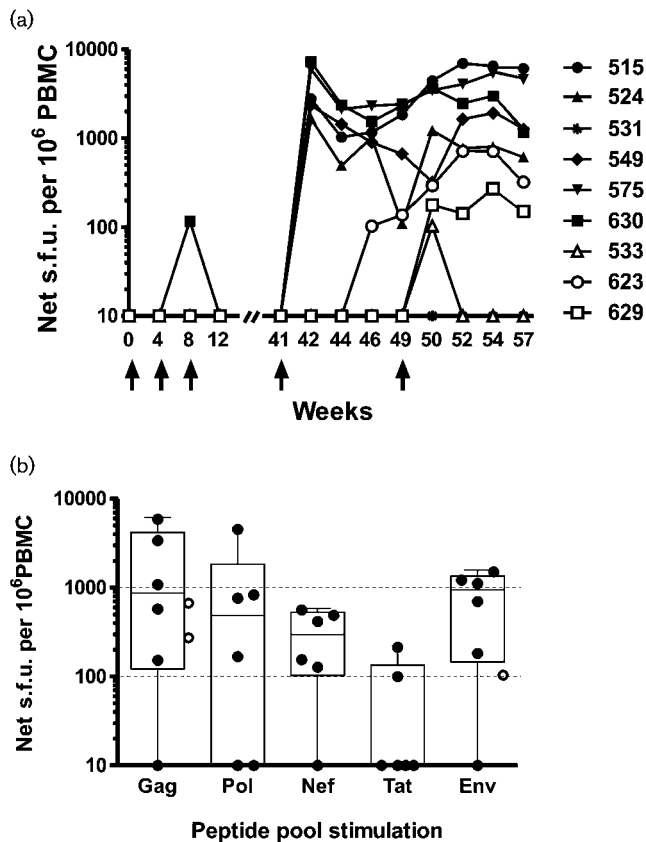 (a)
Net s.f.u. per 10⁶ PBMC
10000
1000
100
10
0 4 8 12 // 41 42 44 46 49 50 52 54 57
Weeks
515
524
531
549
575
630
533
623
629
(b)
Net s.f.u. per 10⁶PBMC
10000
1000
100
10
Gag Pol Nef Tat Env
Peptide pool stimulation